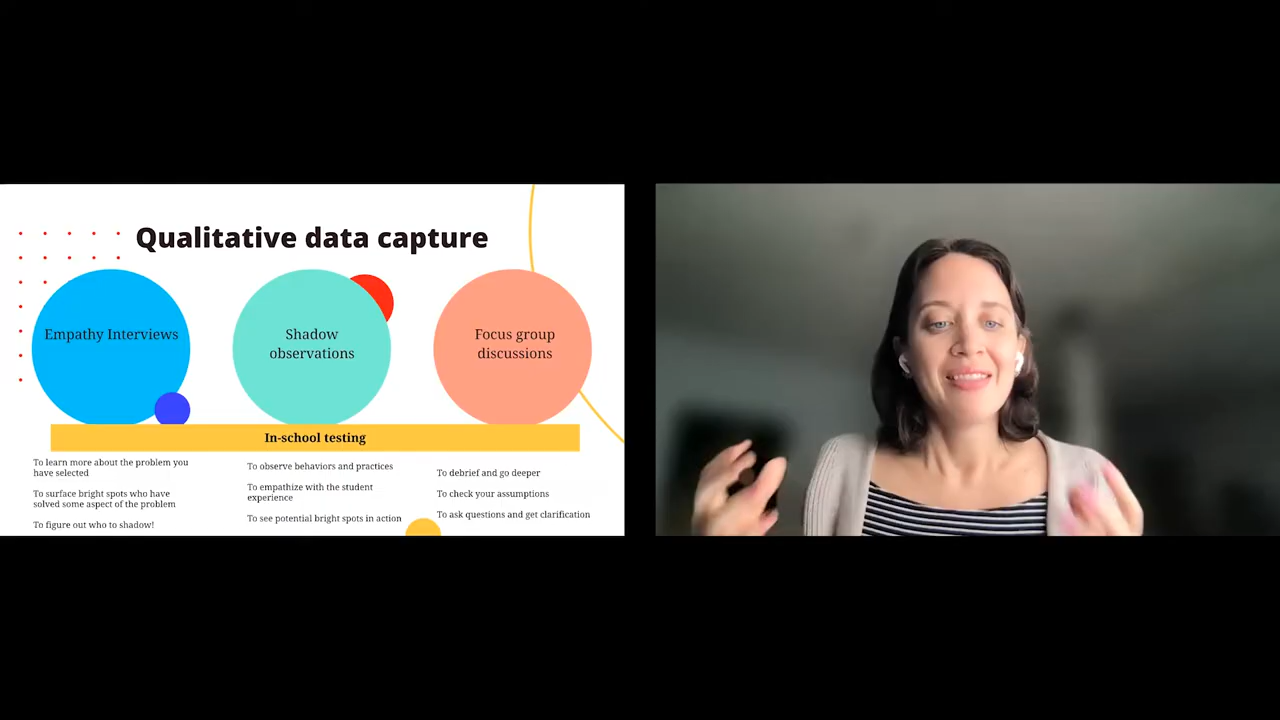 Qualitative data capture
Empathy Interviews
Shadow
observations
Focus group
discussions
In-school testing
To learn more about the problem you
have selected
To surface bright spots who have
solved some aspect of the problem
To figure out who to shadow!
To observe behaviors and practices
To empathize with the student
experience
To see potential bright spots in action
To debrief and go deeper
To check your assumptions
To ask questions and get clarification